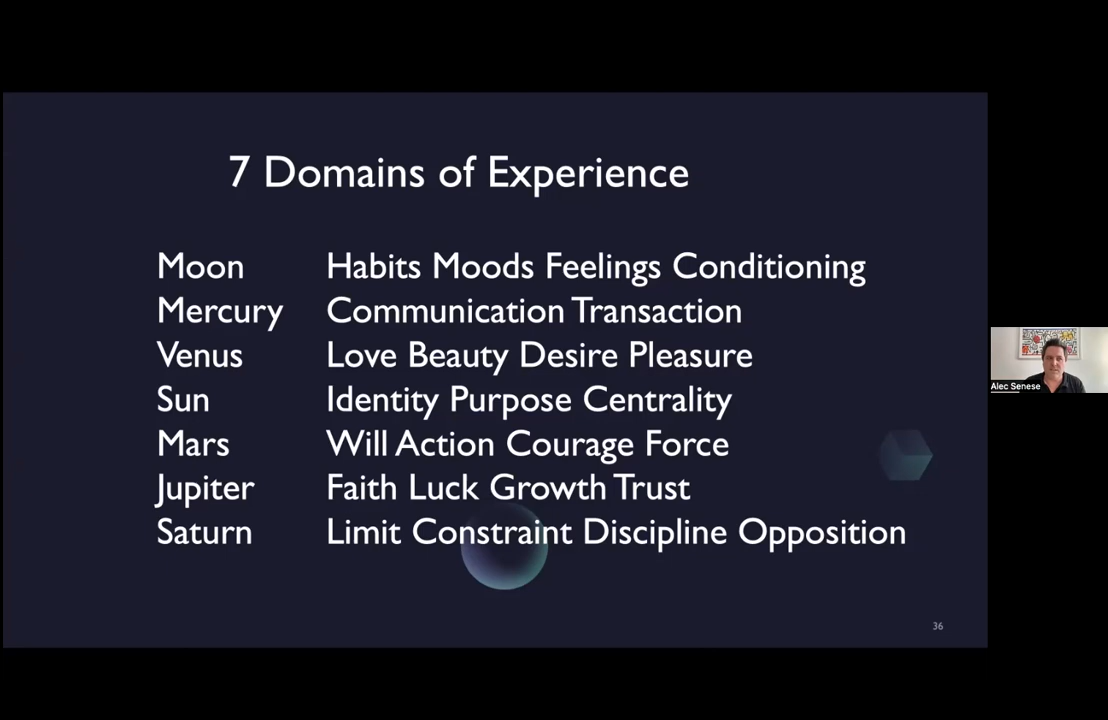 7 Domains of Experience
Moon Habits Moods Feelings Conditioning
Mercury Communication Transaction
Venus Love Beauty Desire Pleasure
Sun Identity Purpose Centrality
Mars Will Action Courage Force
Jupiter Faith Luck Growth Trust
Saturn Limit Constraint Discipline Opposition
Alec Senese
36